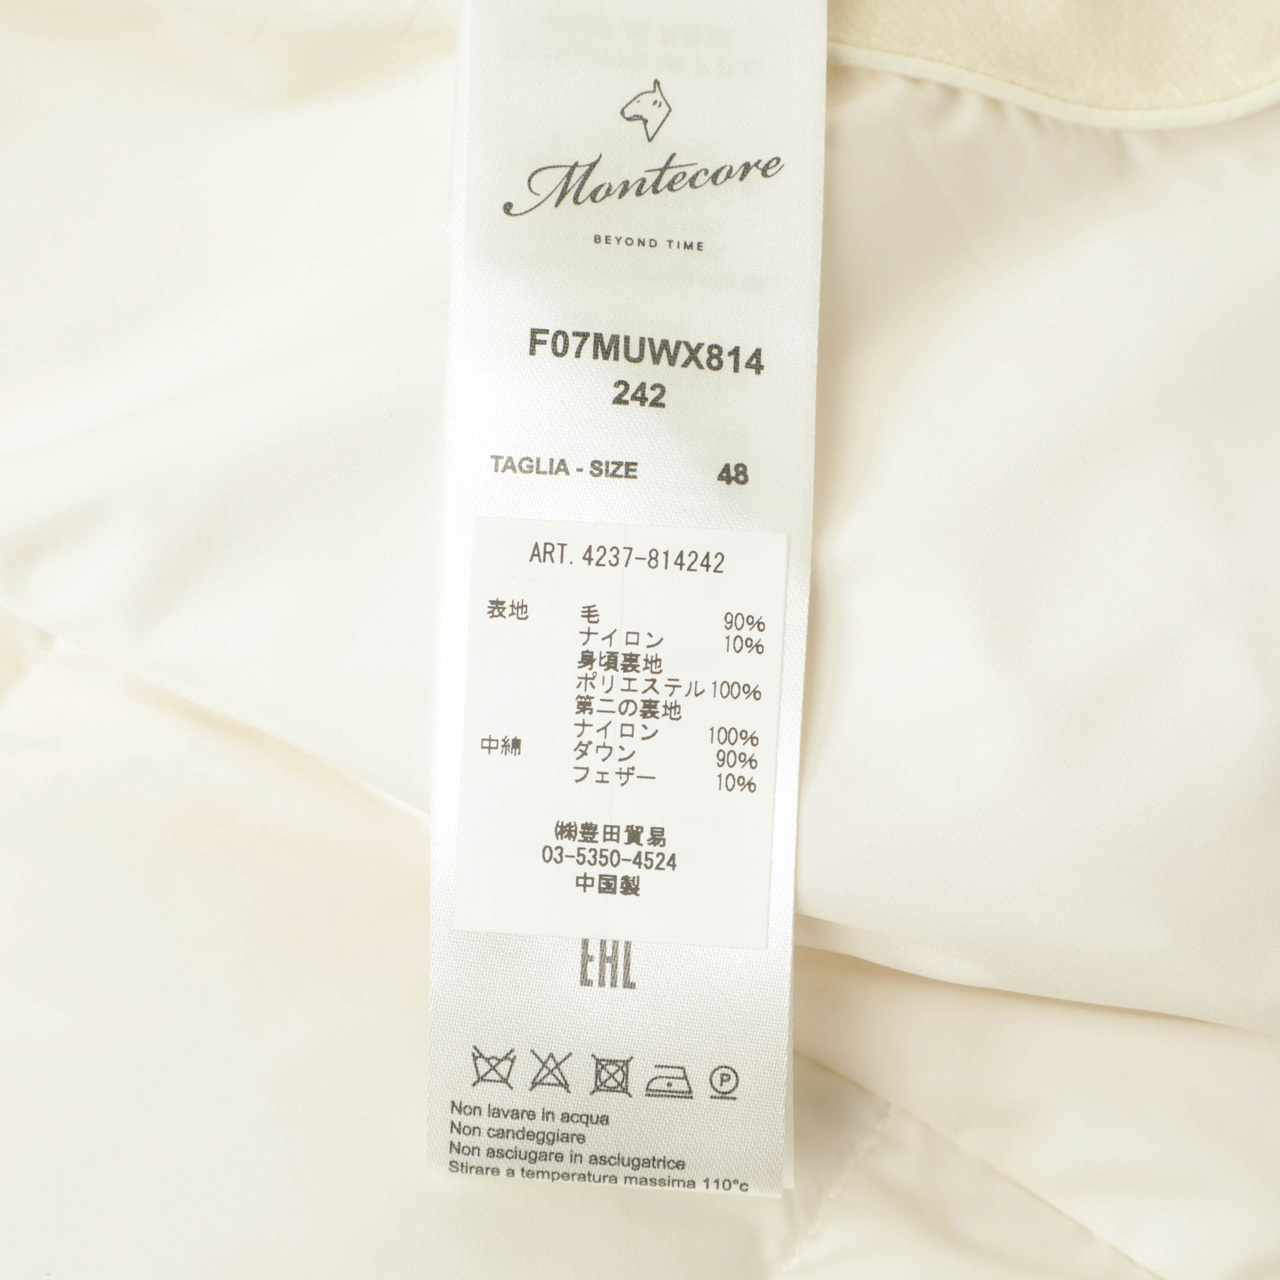 Montecore
BEYOND TIME
F07MUWX814
242
TAGLIA - SIZE 48
ART. 4237-814242
表地 毛 90%
ナイロン 10%
身頃裏地
ポリエステル 100%
第二の裏地
ナイロン 100%
中綿 ダウン 90%
フェザー 10%
㈱豊田貿易
03-5350-4524
中国製
EAC
P
Non lavare in acqua
Non candeggiare
Non asciugare in asciugatrice
Stirare a temperatura massima 110°c